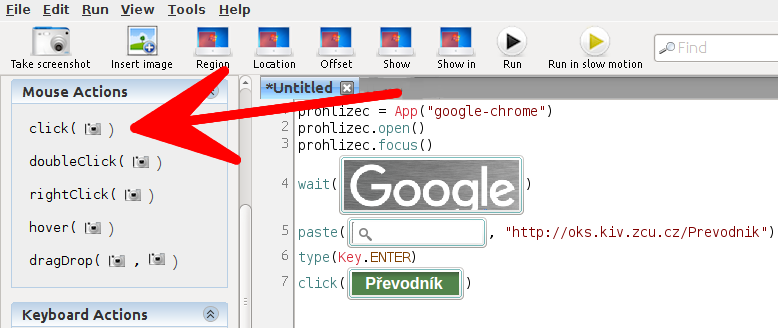 File Edit Run View Tools Help
Take screenshot Insert image Region Location Offset Show Show in Run Run in slow motion Find
Mouse Actions
click( )
doubleClick( )
rightClick( )
hover( )
dragDrop( , )
Keyboard Actions
*Untitled
1 prohlizec = App("google-chrome")
2 prohlizec.open()
3 prohlizec.focus()
4 wait( Google )
5 paste( , "http://oks.kiv.zcu.cz/Prevodnik")
6 type(Key.ENTER)
7 click( Převodník )